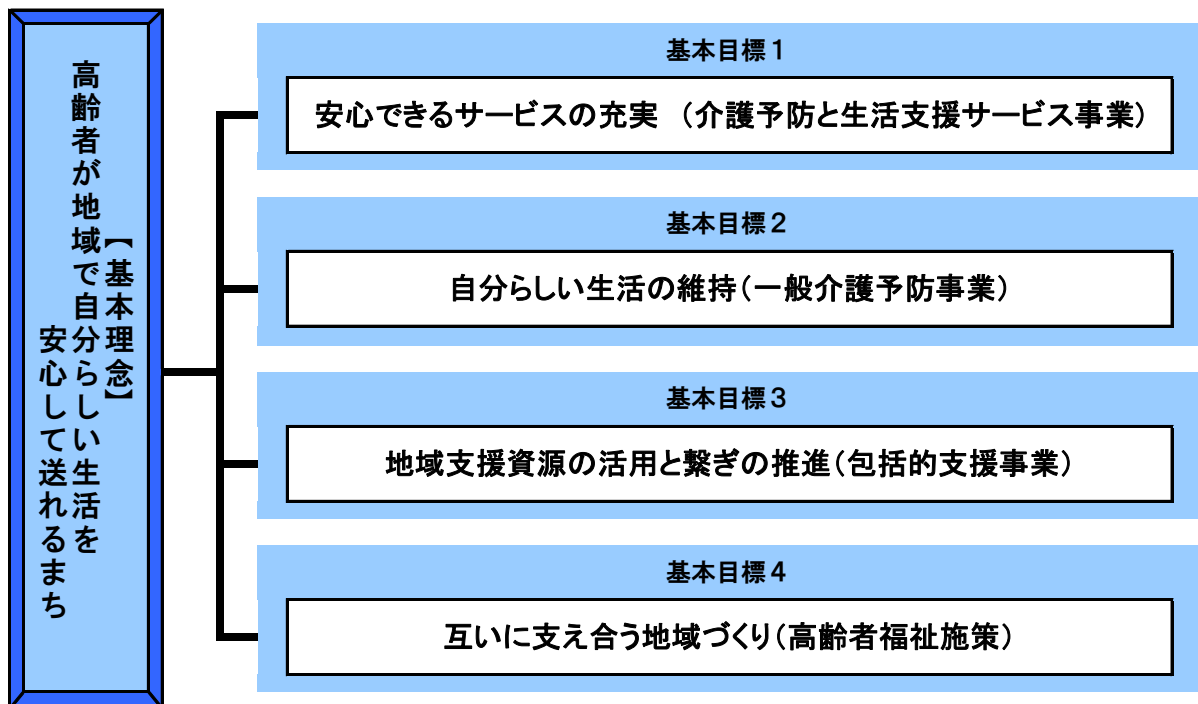 【基本理念】
高齢者が地域で自分らしい生活を
安心して送れるまち
基本目標１
安心できるサービスの充実　（介護予防と生活支援サービス事業）
基本目標２
自分らしい生活の維持（一般介護予防事業）
基本目標３
地域支援資源の活用と繋ぎの推進（包括的支援事業）
基本目標４
互いに支え合う地域づくり（高齢者福祉施策）